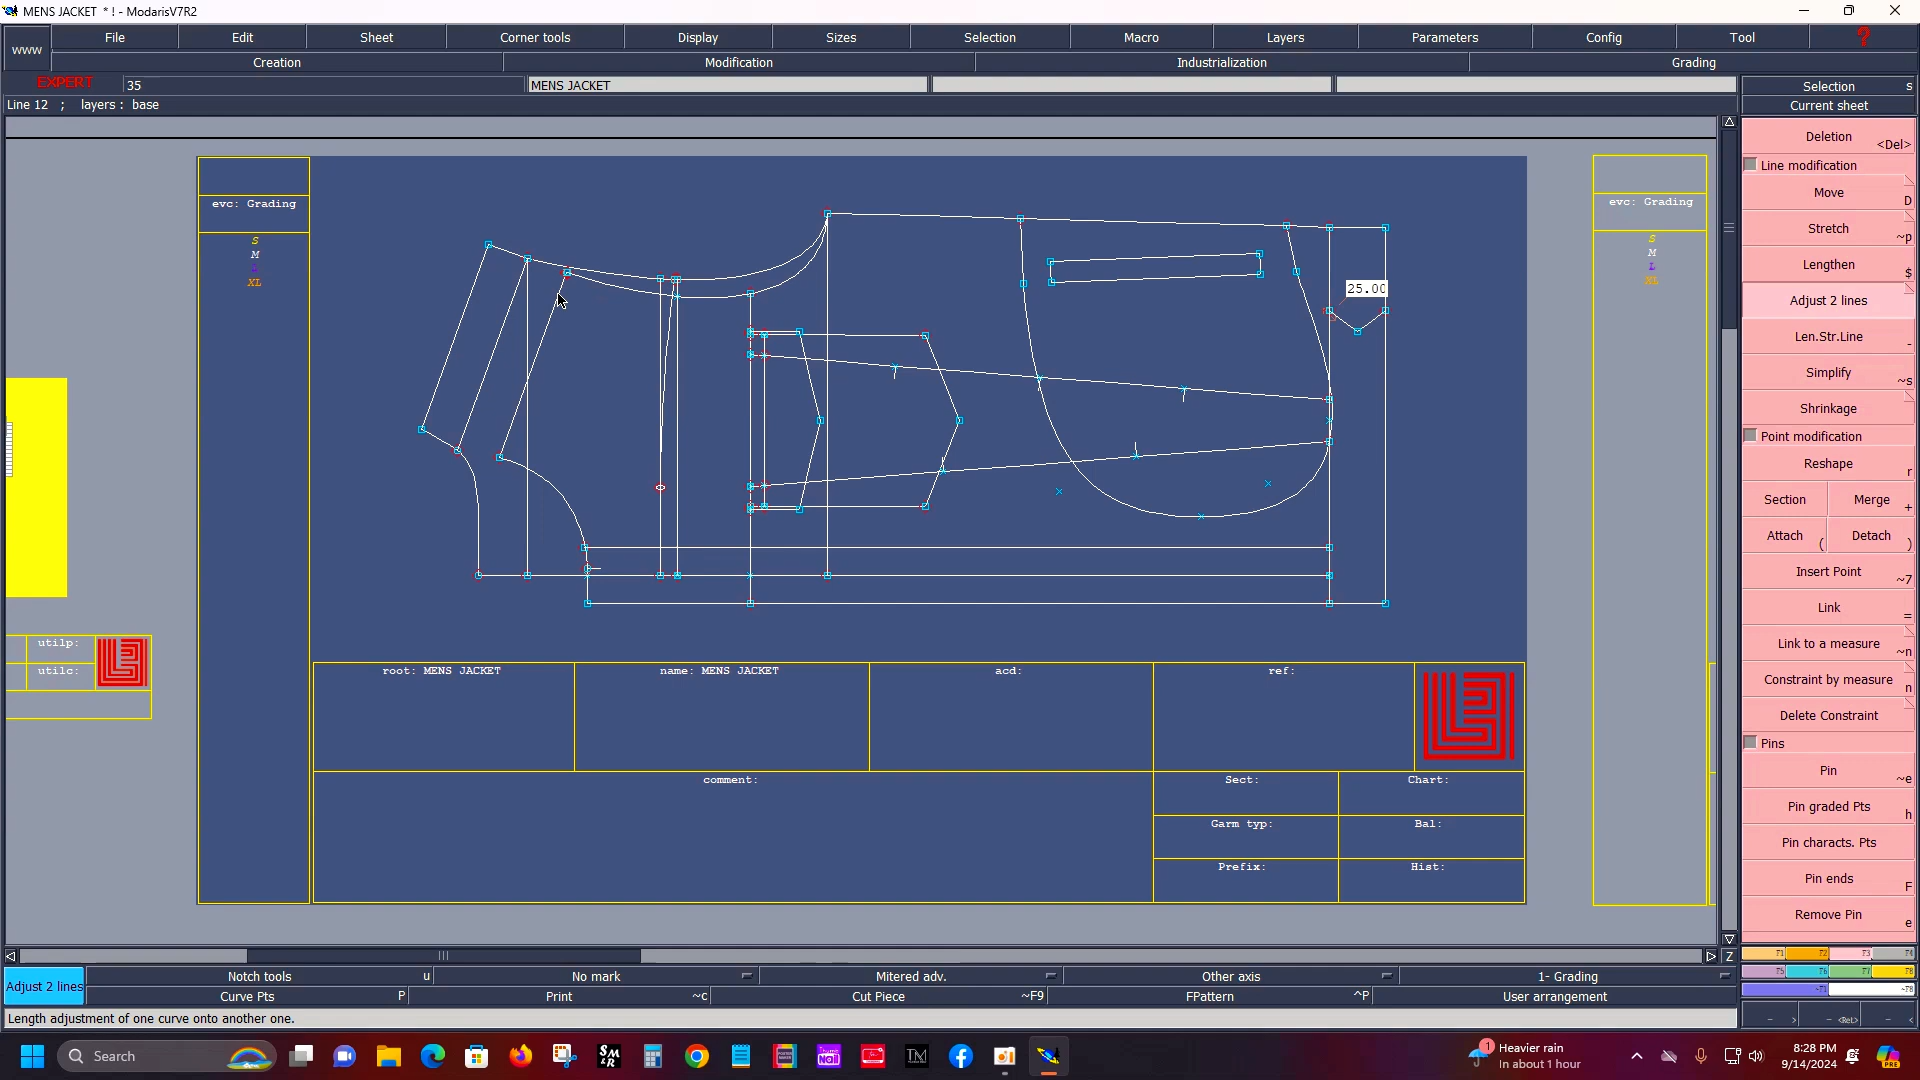 MENS JACKET * ! - ModarisV7R2
www
File
Edit
Sheet
Corner tools
Display
Sizes
Selection
Macro
Layers
Parameters
Config
Tool
?
Creation
Modification
Industrialization
Grading
EXPERT
35
MENS JACKET
Line 12 ; layers : base
Selection s
Current sheet
Deletion <Del>
Line modification
Move D
Stretch ~p
Lengthen $
Adjust 2 lines
Len.Str.Line -
Simplify ~s
Shrinkage
Point modification
Reshape r
Section
Merge +
Attach (
Detach )
Insert Point ~7
Link =
Link to a measure ~n
Constraint by measure n
Delete Constraint
Pins
Pin ~e
Pin graded Pts h
Pin characts. Pts
Pin ends F
Remove Pin e
evc: Grading
S
M
L
XL
25.00
evc: Grading
S
M
L
XL
utilp:
utilc:
root: MENS JACKET
name: MENS JACKET
acd:
ref:
comment:
Sect:
Chart:
Garm typ:
Bal:
Prefix:
Hist:
Z
Adjust 2 lines
Notch tools u
No mark
Mitered adv.
Other axis
1- Grading
Curve Pts P
Print ~c
Cut Piece ~F9
FPattern ^P
User arrangement
Length adjustment of one curve onto another one.
Search
1
Heavier rain
In about 1 hour
8:28 PM
9/14/2024